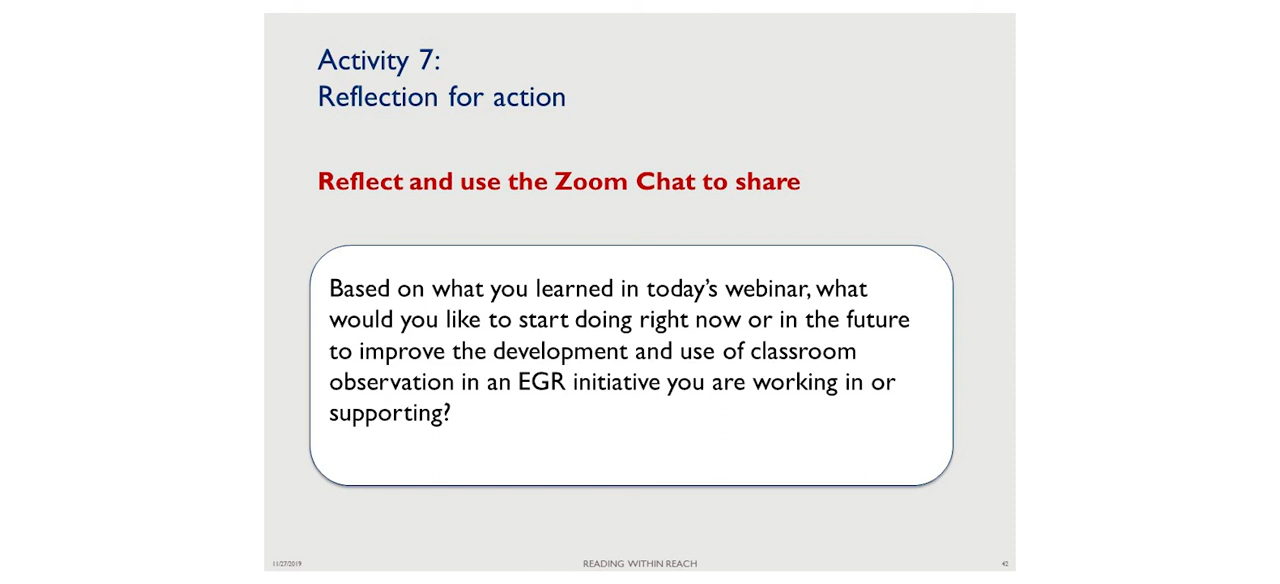 Activity 7:
Reflection for action
Reflect and use the Zoom Chat to share
Based on what you learned in today’s webinar, what
would you like to start doing right now or in the future
to improve the development and use of classroom
observation in an EGR initiative you are working in or
supporting?
11/27/2019
READING WITHIN REACH
42